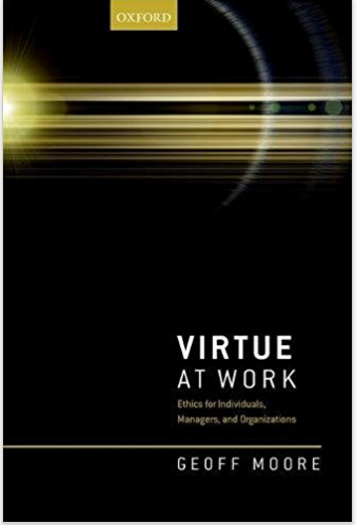 OXFORD
VIRTUE
AT WORK
Ethics for Individuals,
Managers, and Organizations
GEOFF MOORE